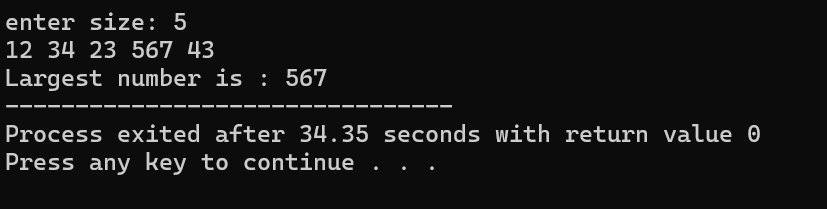 enter size: 5
12 34 23 567 43
Largest number is : 567
--------------------------------
Process exited after 34.35 seconds with return value 0
Press any key to continue . . .